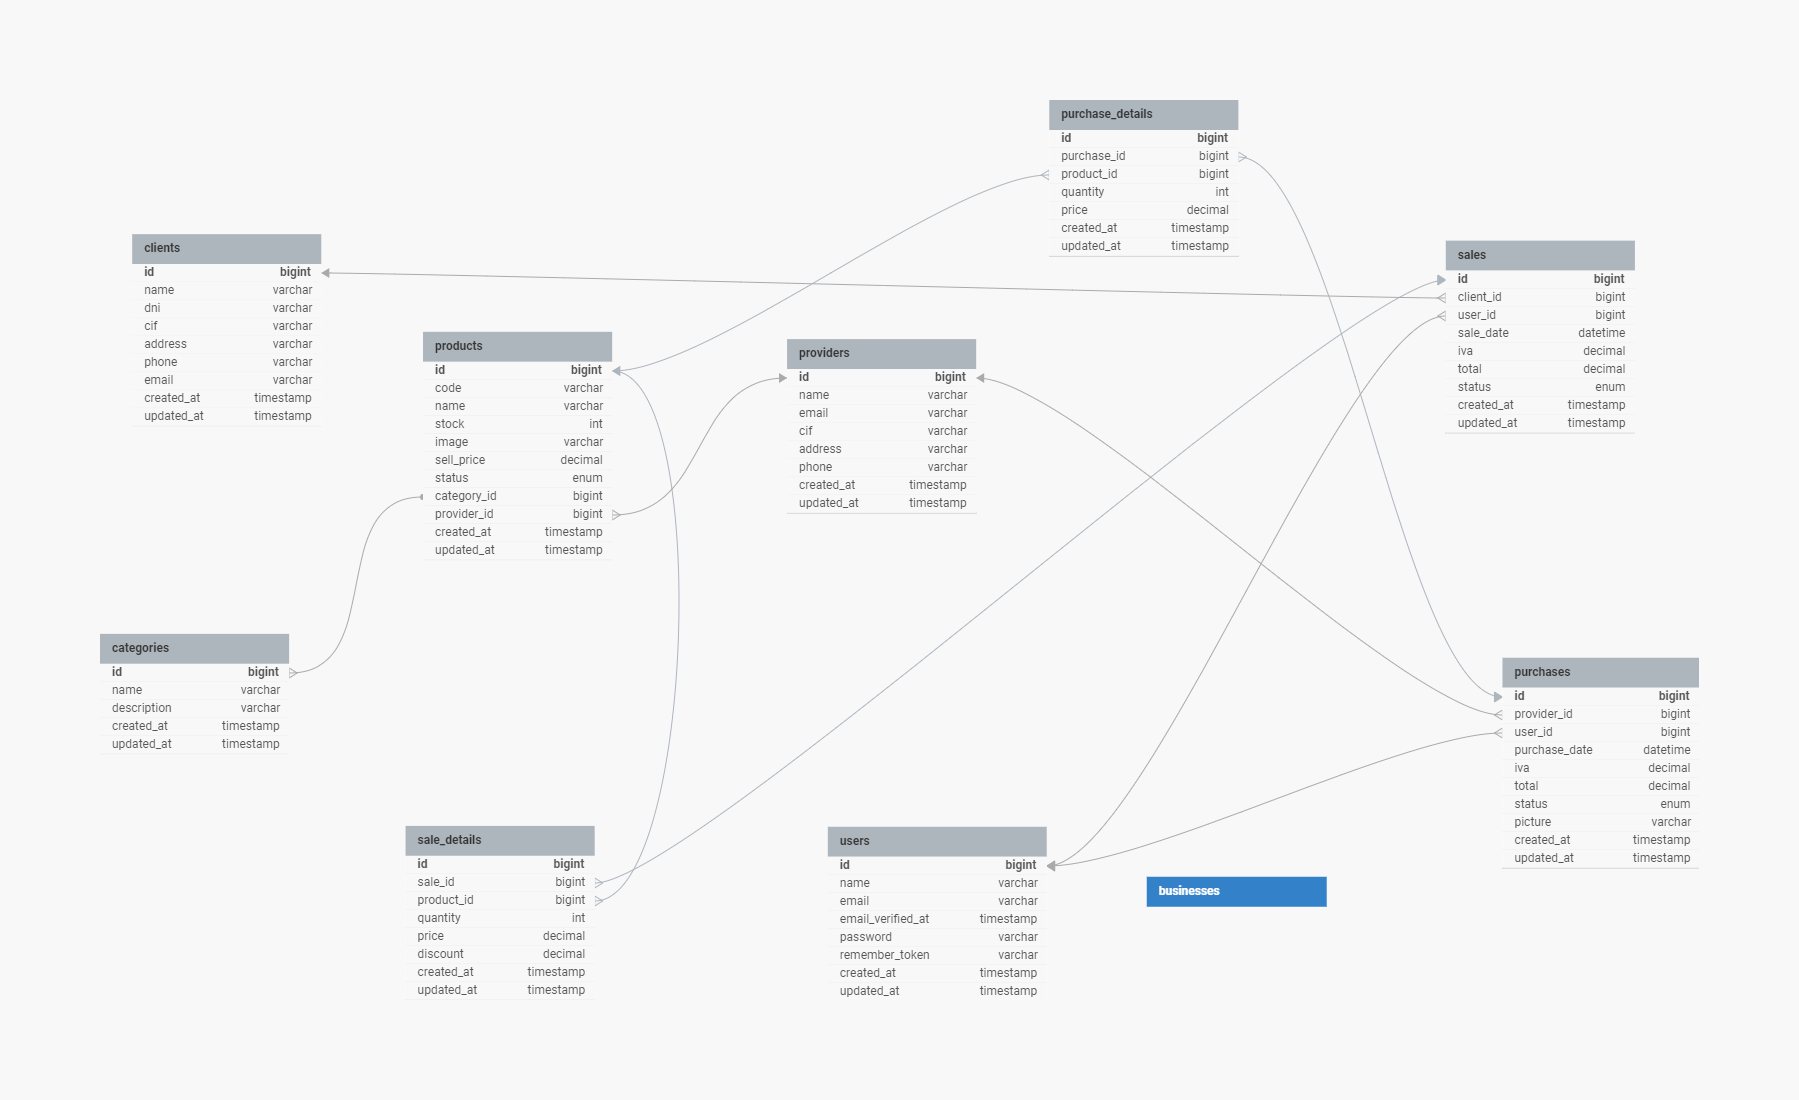 purchase_details
id bigint
purchase_id bigint
product_id bigint
quantity int
price decimal
created_at timestamp
updated_at timestamp
clients
id bigint
name varchar
dni varchar
cif varchar
address varchar
phone varchar
email varchar
created_at timestamp
updated_at timestamp
sales
id bigint
client_id bigint
user_id bigint
sale_date datetime
iva decimal
total decimal
status enum
created_at timestamp
updated_at timestamp
products
id bigint
code varchar
name varchar
stock int
image varchar
sell_price decimal
status enum
category_id bigint
provider_id bigint
created_at timestamp
updated_at timestamp
providers
id bigint
name varchar
email varchar
cif varchar
address varchar
phone varchar
created_at timestamp
updated_at timestamp
categories
id bigint
name varchar
description varchar
created_at timestamp
updated_at timestamp
purchases
id bigint
provider_id bigint
user_id bigint
purchase_date datetime
iva decimal
total decimal
status enum
picture varchar
created_at timestamp
updated_at timestamp
sale_details
id bigint
sale_id bigint
product_id bigint
quantity int
price decimal
discount decimal
created_at timestamp
updated_at timestamp
users
id bigint
name varchar
email varchar
email_verified_at timestamp
password varchar
remember_token varchar
created_at timestamp
updated_at timestamp
businesses